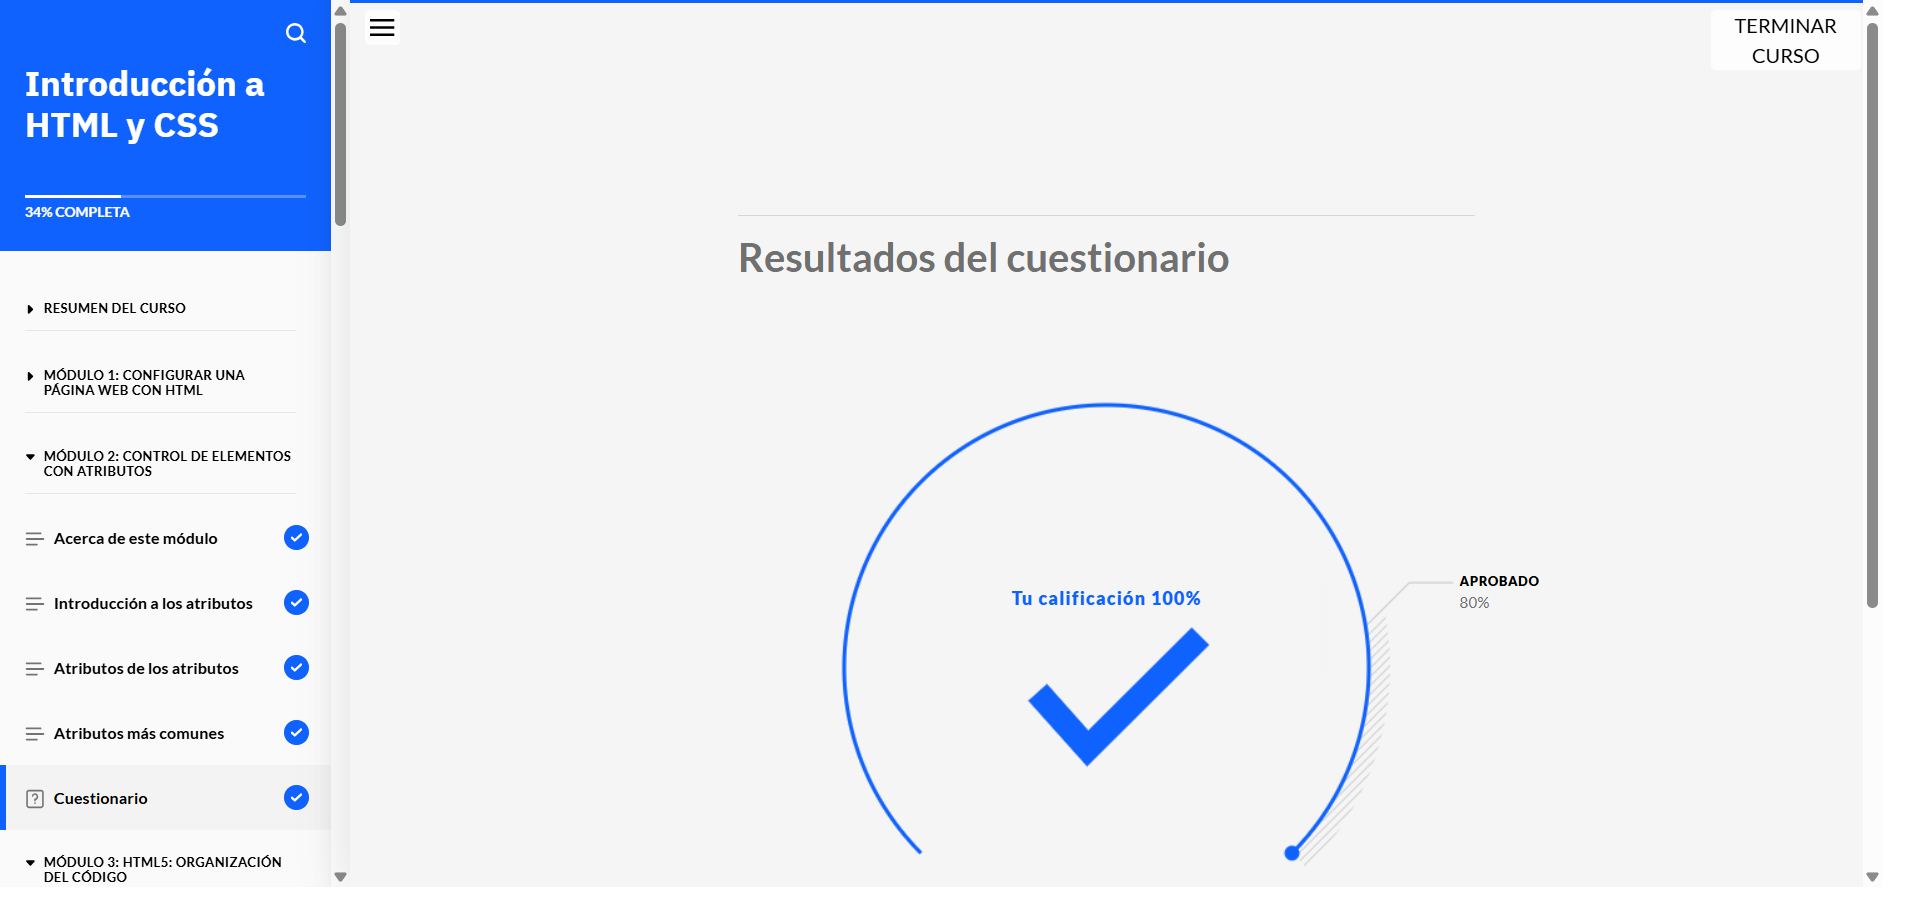 Introducción a
HTML y CSS
34% COMPLETA
RESUMEN DEL CURSO
MÓDULO 1: CONFIGURAR UNA
PÁGINA WEB CON HTML
MÓDULO 2: CONTROL DE ELEMENTOS
CON ATRIBUTOS
Acerca de este módulo
Introducción a los atributos
Atributos de los atributos
Atributos más comunes
Cuestionario
MÓDULO 3: HTML5: ORGANIZACIÓN
DEL CÓDIGO
TERMINAR
CURSO
Resultados del cuestionario
Tu calificación 100%
APROBADO
80%